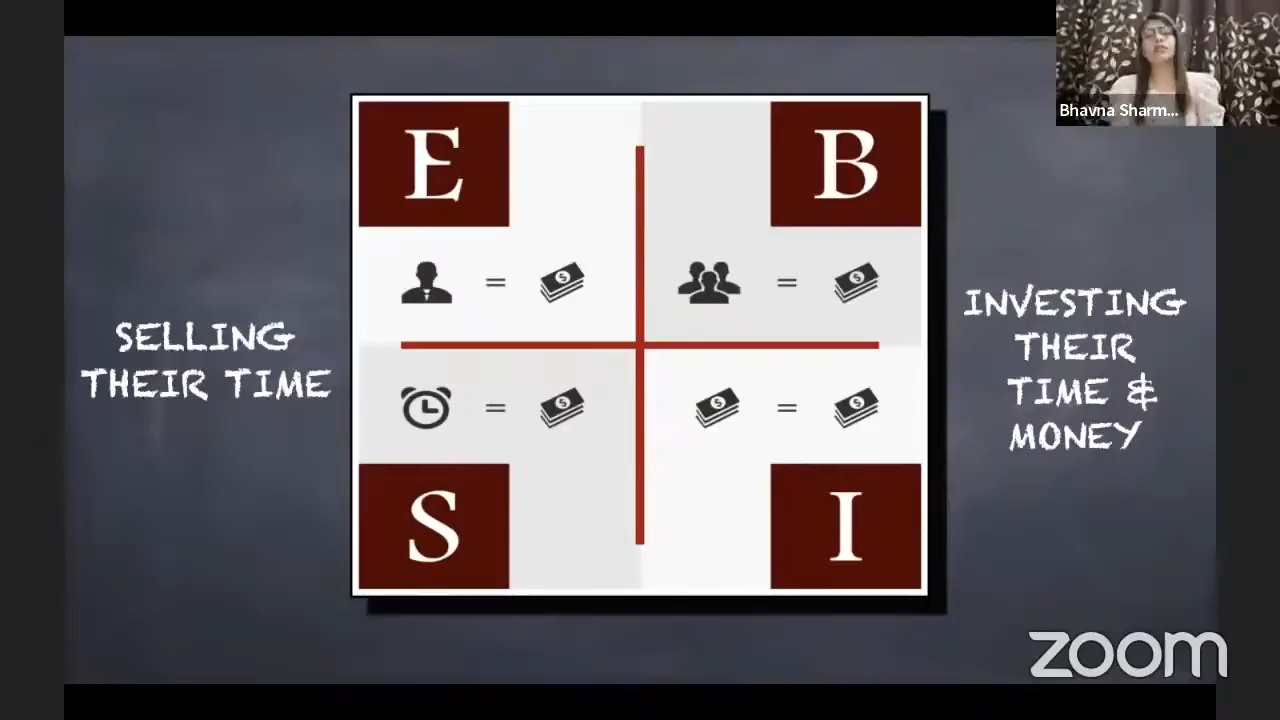 Bhavna Sharm...
E
B
=
=
SELLING
THEIR TIME
INVESTING
THEIR
TIME &
MONEY
=
=
S
I
zoom